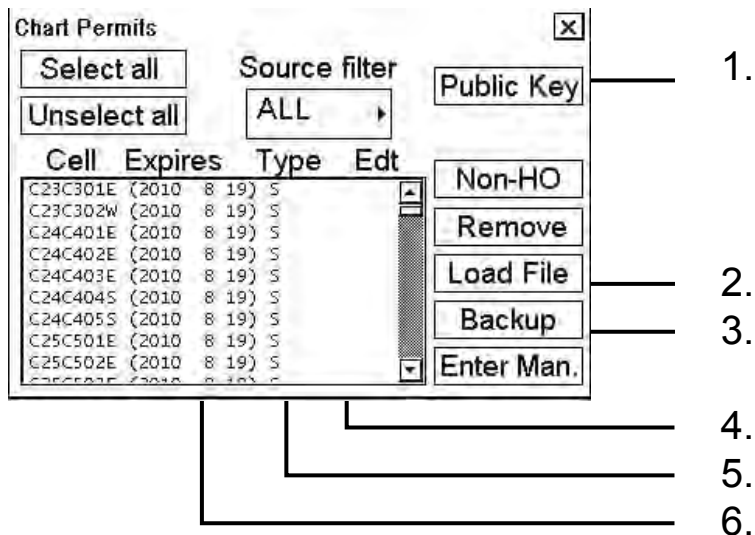 Chart Permits
Select all
Source filter
Public Key
1.
Unselect all
ALL
Cell Expires Type Edt
Non-HO
C23C301E (2010 8 19) S
C23C302W (2010 8 19) S
Remove
C24C401E (2010 8 19) S
C24C402E (2010 8 19) S
Load File
2.
C24C403E (2010 8 19) S
C24C404S (2010 8 19) S
Backup
3.
C24C405S (2010 8 19) S
C25C501E (2010 8 19) S
Enter Man.
C25C502E (2010 8 19) S
4.
5.
6.